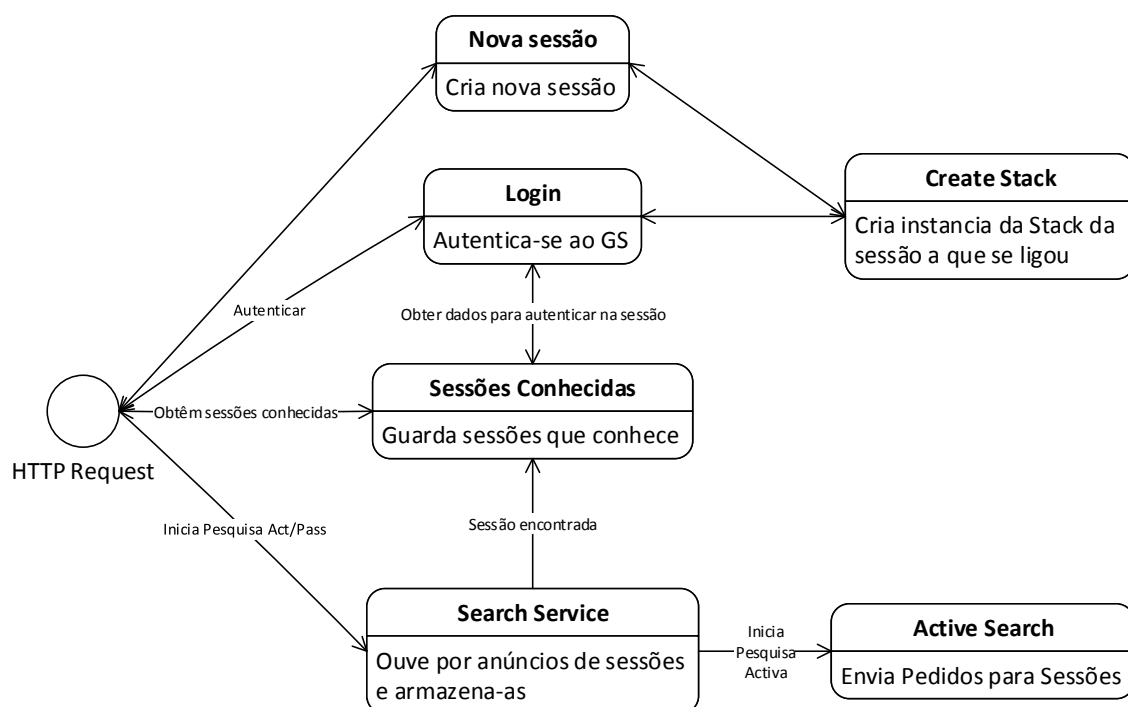 Nova sessão
Cria nova sessão
Login
Autentica-se ao GS
Create Stack
Cria instancia da Stack da
sessão a que se ligou
Autenticar
Obter dados para autenticar na sessão
Sessões Conhecidas
Guarda sessões que conhece
Obtêm sessões conhecidas
HTTP Request
Inicia Pesquisa Act/Pass
Sessão encontrada
Search Service
Ouve por anúncios de sessões
e armazena-as
Inicia
Pesquisa
Activa
Active Search
Envia Pedidos para Sessões